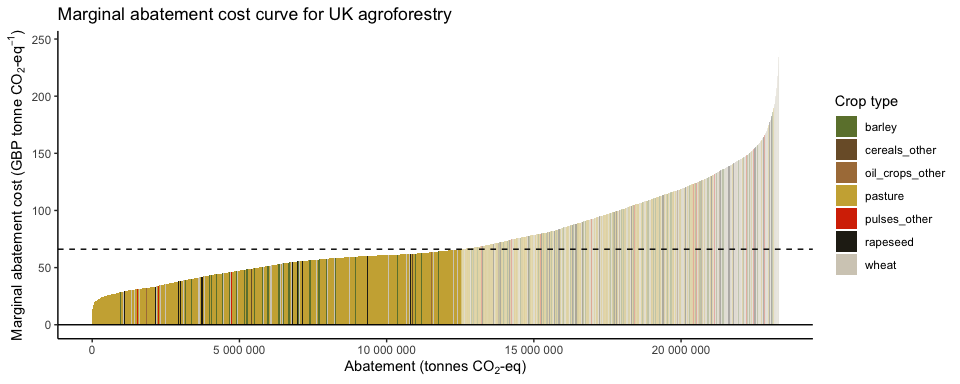 Marginal abatement cost curve for UK agroforestry
Marginal abatement cost (GBP tonne CO₂-eq⁻¹)
250
200
150
100
50
0
0
5 000 000
10 000 000
15 000 000
20 000 000
Abatement (tonnes CO₂-eq)
Crop type
barley
cereals_other
oil_crops_other
pasture
pulses_other
rapeseed
wheat